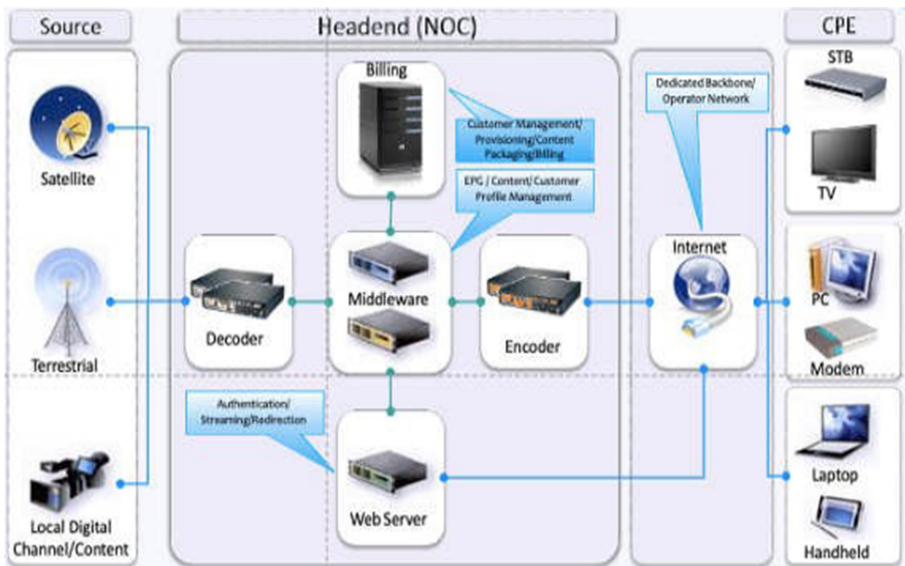 Source
Headend (NOC)
CPE
Satellite
Terrestrial
Local Digital
Channel/Content
Billing
Customer Management/
Provisioning/Content
Packaging/Billing
EPG / Content/ Customer
Profile Management
Decoder
Middleware
Encoder
Authentication/
Streaming/Redirection
Web Server
Dedicated Backbone/
Operator Network
Internet
STB
TV
PC
Modem
Laptop
Handheld